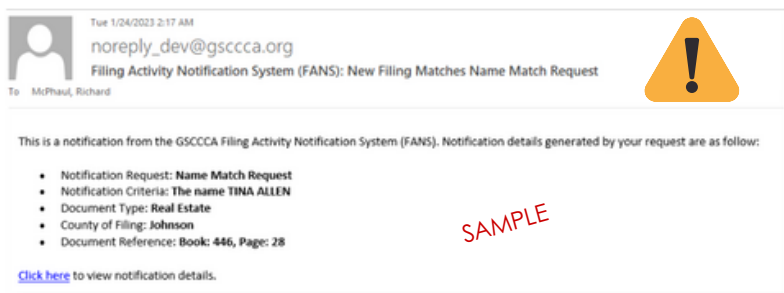 Tue 1/24/2023 2:17 AM
noreply_dev@gsccca.org
Filing Activity Notification System (FANS): New Filing Matches Name Match Request
To McPhaul, Richard
This is a notification from the GSCCCA Filing Activity Notification System (FANS). Notification details generated by your request are as follow:
• Notification Request: Name Match Request
• Notification Criteria: The name TINA ALLEN
• Document Type: Real Estate
• County of Filing: Johnson
• Document Reference: Book: 446, Page: 28
SAMPLE
Click here to view notification details.